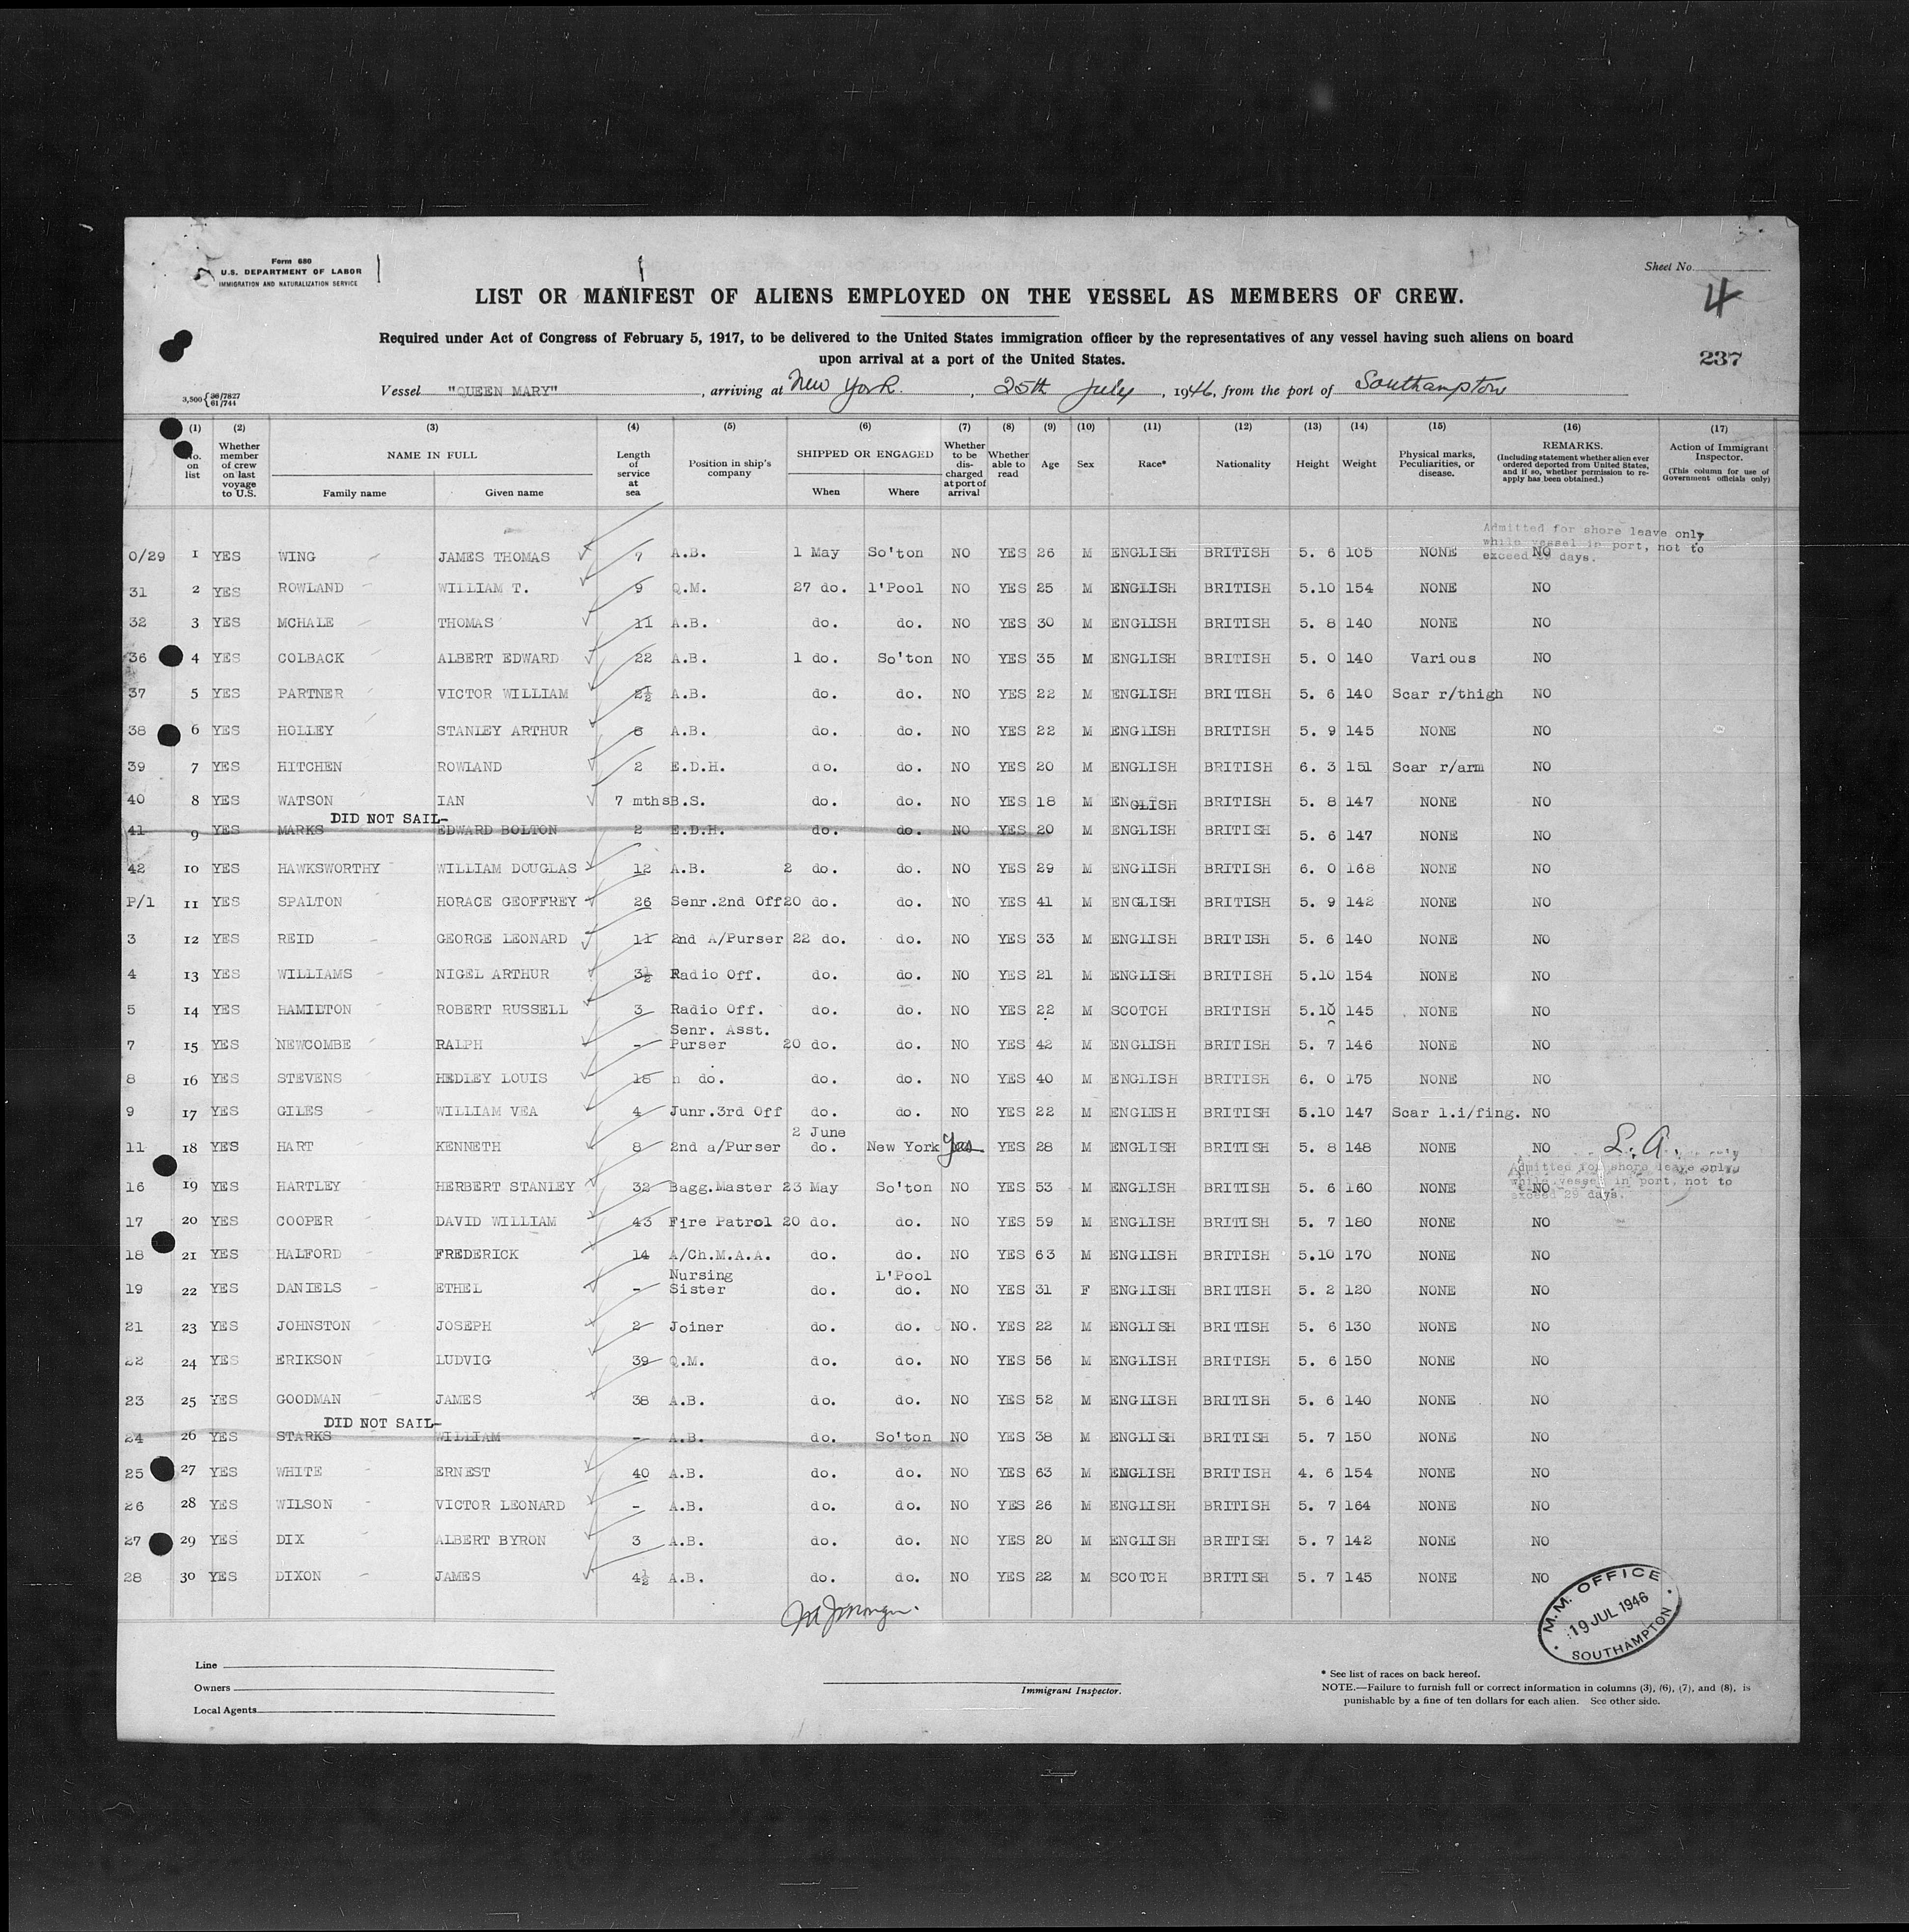 Form 680
U.S. DEPARTMENT OF LABOR
IMMIGRATION AND NATURALIZATION SERVICE
Sheet No.
4
LIST OR MANIFEST OF ALIENS EMPLOYED ON THE VESSEL AS MEMBERS OF CREW.
Required under Act of Congress of February 5, 1917, to be delivered to the United States immigration officer by the representatives of any vessel having such aliens on board
upon arrival at a port of the United States.
237
Vessel "QUEEN MARY", arriving at New York, 25th July, 1946, from the port of Southampton
(1) No. on list (2) Whether member of crew on last voyage to U.S. (3) NAME IN FULL Family name Given name (4) Length of service at sea (5) Position in ship's company (6) SHIPPED OR ENGAGED When Where (7) Whether to be discharged at port of arrival (8) Whether able to read (9) Age (10) Sex (11) Race* (12) Nationality (13) Height (14) Weight (15) Physical marks, Peculiarities, or disease. (16) REMARKS. (Including statement whether alien ever ordered deported from United States, and if so, whether permission to re-apply has been obtained.) (17) Action of Immigrant Inspector. (This column for use of Government officials only)
Admitted for shore leave only
while vessel in port, not to
exceed 29 days.
0/29 1 YES WING JAMES THOMAS 7 A.B. 1 May So'ton NO YES 26 M ENGLISH BRITISH 5. 6 105 NONE NO
31 2 YES ROWLAND WILLIAM T. 9 Q.M. 27 do. l'Pool NO YES 25 M ENGLISH BRITISH 5.10 154 NONE NO
32 3 YES MCHALE THOMAS 11 A.B. do. do. NO YES 30 M ENGLISH BRITISH 5. 8 140 NONE NO
36 4 YES COLBACK ALBERT EDWARD 22 A.B. 1 do. So'ton NO YES 35 M ENGLISH BRITISH 5. 0 140 Various NO
37 5 YES PARTNER VICTOR WILLIAM 2½ A.B. do. do. NO YES 22 M ENGLISH BRITISH 5. 6 140 Scar r/thigh NO
38 6 YES HOLLEY STANLEY ARTHUR 8 A.B. do. do. NO YES 22 M ENGLISH BRITISH 5. 9 145 NONE NO
39 7 YES HITCHEN ROWLAND 2 E.D.H. do. do. NO YES 20 M ENGLISH BRITISH 6. 3 151 Scar r/arm NO
40 8 YES WATSON IAN 7 mths B.S. do. do. NO YES 18 M ENGLISH BRITISH 5. 8 147 NONE NO
DID NOT SAIL-
41 9 YES MARKS EDWARD BOLTON 2 E.D.H. do. do. NO YES 20 M ENGLISH BRITISH 5. 6 147 NONE NO
42 10 YES HAWKSWORTHY WILLIAM DOUGLAS 12 A.B. 2 do. do. NO YES 29 M ENGLISH BRITISH 6. 0 168 NONE NO
P/1 11 YES SPALTON HORACE GEOFFREY 26 Senr.2nd Off 20 do. do. NO YES 41 M ENGLISH BRITISH 5. 9 142 NONE NO
3 12 YES REID GEORGE LEONARD 11 2nd A/Purser 22 do. do. NO YES 33 M ENGLISH BRITISH 5. 6 140 NONE NO
4 13 YES WILLIAMS NIGEL ARTHUR 3½ Radio Off. do. do. NO YES 21 M ENGLISH BRITISH 5.10 154 NONE NO
5 14 YES HAMILTON ROBERT RUSSELL 3 Radio Off. do. do. NO YES 22 M SCOTCH BRITISH 5.10 145 NONE NO
Senr. Asst.
7 15 YES NEWCOMBE RALPH - Purser 20 do. do. NO YES 42 M ENGLISH BRITISH 5. 7 146 NONE NO
8 16 YES STEVENS HEDLEY LOUIS 18 do. do. do. NO YES 40 M ENGLISH BRITISH 6. 0 175 NONE NO
9 17 YES GILES WILLIAM VEA 4 Junr.3rd Off do. do. NO YES 22 M ENGLISH BRITISH 5.10 147 Scar l.i/fing. NO
2 June
11 18 YES HART KENNETH 8 2nd a/Purser do. New York Yes YES 28 M ENGLISH BRITISH 5. 8 148 NONE NO L. A.
Admitted for shore leave only
while vessel in port, not to
exceed 29 days.
16 19 YES HARTLEY HERBERT STANLEY 32 Bagg.Master 23 May So'ton NO YES 53 M ENGLISH BRITISH 5. 6 160 NONE NO
17 20 YES COOPER DAVID WILLIAM 43 Fire Patrol 20 do. do. NO YES 59 M ENGLISH BRITISH 5. 7 180 NONE NO
18 21 YES HALFORD FREDERICK 14 A/Ch.M.A.A. do. do. NO YES 63 M ENGLISH BRITISH 5.10 170 NONE NO
Nursing L'Pool
19 22 YES DANIELS ETHEL - Sister do. do. NO YES 31 F ENGLISH BRITISH 5. 2 120 NONE NO
21 23 YES JOHNSTON JOSEPH 2 Joiner do. do. NO. YES 22 M ENGLISH BRITISH 5. 6 130 NONE NO
22 24 YES ERIKSON LUDVIG 39 Q.M. do. do. NO YES 56 M ENGLISH BRITISH 5. 6 150 NONE NO
23 25 YES GOODMAN JAMES 38 A.B. do. do. NO YES 52 M ENGLISH BRITISH 5. 6 140 NONE NO
DID NOT SAIL-
24 26 YES STARKS WILLIAM - A.B. do. So'ton NO YES 38 M ENGLISH BRITISH 5. 7 150 NONE NO
25 27 YES WHITE ERNEST 40 A.B. do. do. NO YES 63 M ENGLISH BRITISH 4. 6 154 NONE NO
26 28 YES WILSON VICTOR LEONARD - A.B. do. do. NO YES 26 M ENGLISH BRITISH 5. 7 164 NONE NO
27 29 YES DIX ALBERT BYRON 3 A.B. do. do. NO YES 20 M ENGLISH BRITISH 5. 7 142 NONE NO
28 30 YES DIXON JAMES 4½ A.B. do. do. NO YES 22 M SCOTCH BRITISH 5. 7 145 NONE NO
M.M. OFFICE
19 JUL 1946
SOUTHAMPTON
Line
Owners
Local Agents
Immigrant Inspector.
* See list of races on back hereof.
NOTE.—Failure to furnish full or correct information in columns (3), (6), (7), and (8), is
punishable by a fine of ten dollars for each alien. See other side.